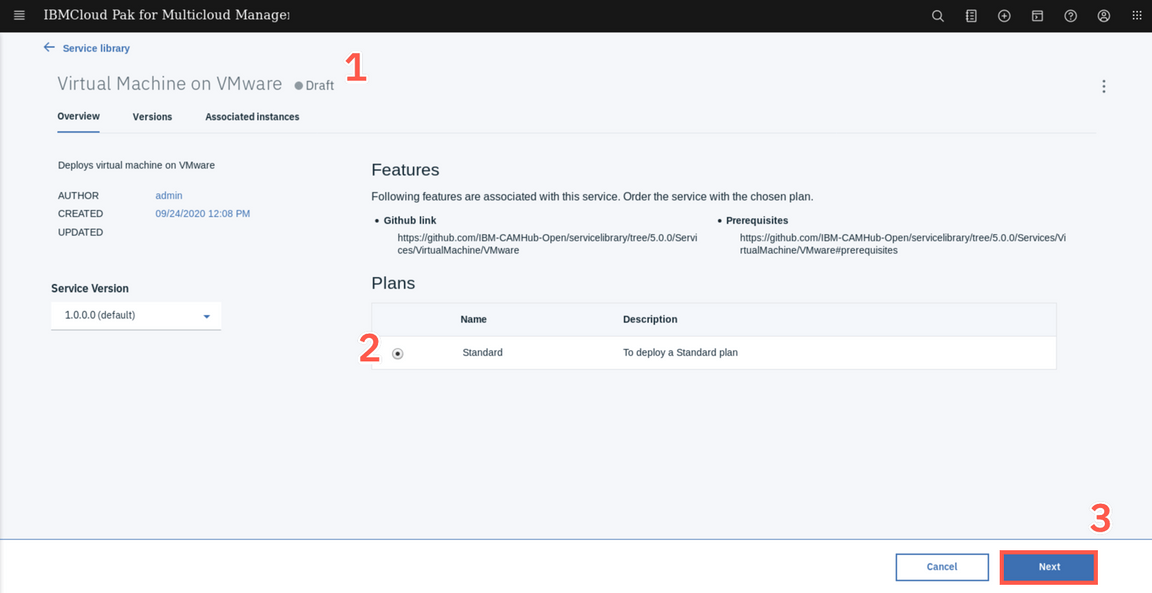 IBMCloud Pak for Multicloud Manage
Service library
Virtual Machine on VMware
Draft
1
Overview
Versions
Associated instances
Deploys virtual machine on VMware
AUTHOR
admin
CREATED
09/24/2020 12:08 PM
UPDATED
Service Version
1.0.0.0 (default)
Features
Following features are associated with this service. Order the service with the chosen plan.
Github link
https://github.com/IBM-CAMHub-Open/servicelibrary/tree/5.0.0/Servi
ces/VirtualMachine/VMware
Prerequisites
https://github.com/IBM-CAMHub-Open/servicelibrary/tree/5.0.0/Services/Vi
rtualMachine/VMware#prerequisites
Plans
Name
Description
2
Standard
To deploy a Standard plan
3
Cancel
Next